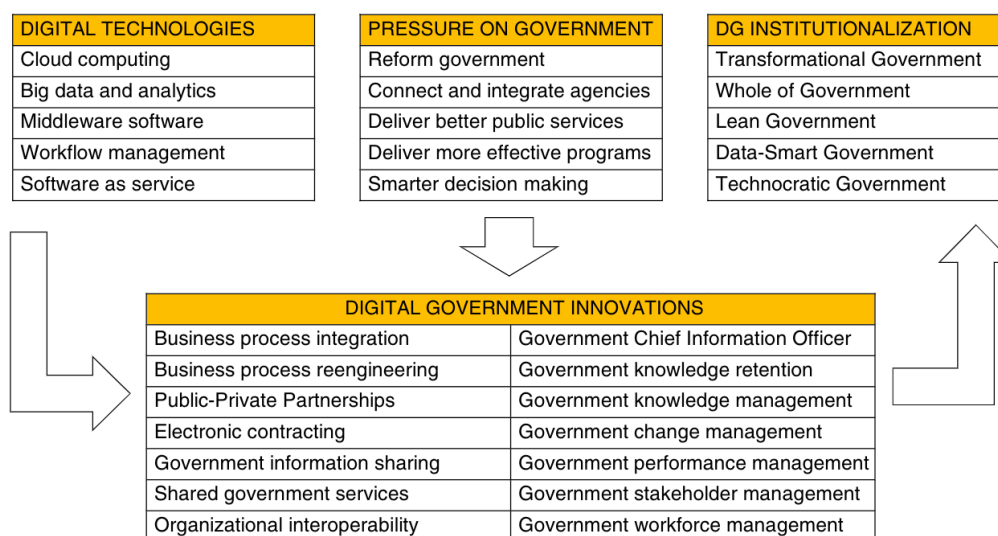 DIGITAL TECHNOLOGIES
Cloud computing
Big data and analytics
Middleware software
Workflow management
Software as service
PRESSURE ON GOVERNMENT
Reform government
Connect and integrate agencies
Deliver better public services
Deliver more effective programs
Smarter decision making
DG INSTITUTIONALIZATION
Transformational Government
Whole of Government
Lean Government
Data-Smart Government
Technocratic Government
DIGITAL GOVERNMENT INNOVATIONS
Business process integration
Government Chief Information Officer
Business process reengineering
Government knowledge retention
Public-Private Partnerships
Government knowledge management
Electronic contracting
Government change management
Government information sharing
Government performance management
Shared government services
Government stakeholder management
Organizational interoperability
Government workforce management